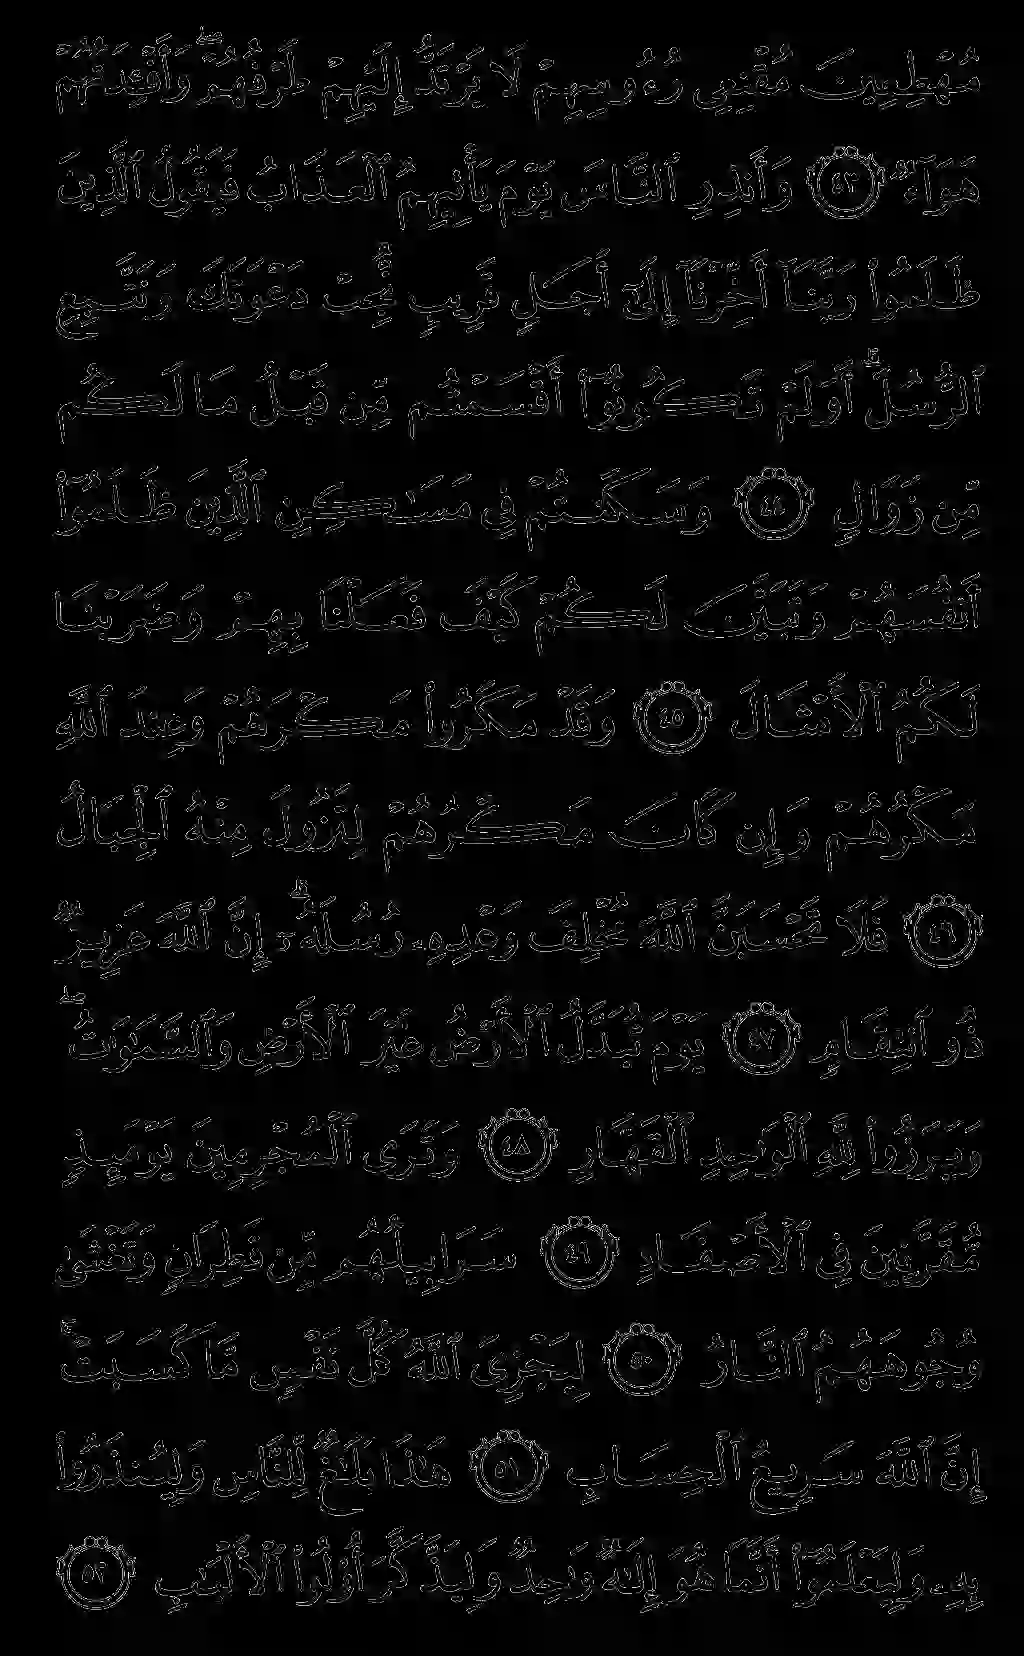 مُهْطِعِينَ مُقْنِعِي رُءُوسِهِمْ لَا يَرْتَدُّ إِلَيْهِمْ طَرْفُهُمْ ۖ وَأَفْـِٔدَتُهُمْ
هَوَآءٌ ٤٣ وَأَنذِرِ ٱلنَّاسَ يَوْمَ يَأْتِيهِمُ ٱلْعَذَابُ فَيَقُولُ ٱلَّذِينَ
ظَلَمُوا۟ رَبَّنَآ أَخِّرْنَآ إِلَىٰٓ أَجَلٍ قَرِيبٍ نُّجِبْ دَعْوَتَكَ وَنَتَّبِعِ
ٱلرُّسُلَ ۗ أَوَلَمْ تَكُونُوٓا۟ أَقْسَمْتُم مِّن قَبْلُ مَا لَكُم
مِّن زَوَالٍ ٤٤ وَسَكَنتُمْ فِي مَسَـٰكِنِ ٱلَّذِينَ ظَلَمُوٓا۟
أَنفُسَهُمْ وَتَبَيَّنَ لَكُمْ كَيْفَ فَعَلْنَا بِهِمْ وَضَرَبْنَا
لَكُمُ ٱلْأَمْثَالَ ٤٥ وَقَدْ مَكَرُوا۟ مَكْرَهُمْ وَعِندَ ٱللَّهِ
مَكْرُهُمْ وَإِن كَانَ مَكْرُهُمْ لِتَزُولَ مِنْهُ ٱلْجِبَالُ
٤٦ فَلَا تَحْسَبَنَّ ٱللَّهَ مُخْلِفَ وَعْدِهِۦ رُسُلَهُۥٓ ۗ إِنَّ ٱللَّهَ عَزِيزٌ
ذُو ٱنتِقَامٍ ٤٧ يَوْمَ تُبَدَّلُ ٱلْأَرْضُ غَيْرَ ٱلْأَرْضِ وَٱلسَّمَـٰوَٰتُ ۖ
وَبَرَزُوا۟ لِلَّهِ ٱلْوَٰحِدِ ٱلْقَهَّارِ ٤٨ وَتَرَى ٱلْمُجْرِمِينَ يَوْمَئِذٍ
مُّقَرَّنِينَ فِي ٱلْأَصْفَادِ ٤٩ سَرَابِيلُهُم مِّن قَطِرَانٍ وَتَغْشَىٰ
وُجُوهَهُمُ ٱلنَّارُ ٥٠ لِيَجْزِيَ ٱللَّهُ كُلَّ نَفْسٍ مَّا كَسَبَتْ ۚ
إِنَّ ٱللَّهَ سَرِيعُ ٱلْحِسَابِ ٥١ هَـٰذَا بَلَـٰغٌ لِّلنَّاسِ وَلِيُنذَرُوا۟
بِهِۦ وَلِيَعْلَمُوٓا۟ أَنَّمَا هُوَ إِلَـٰهٌ وَٰحِدٌ وَلِيَذَّكَّرَ أُو۟لُوا۟ ٱلْأَلْبَـٰبِ ٥٢